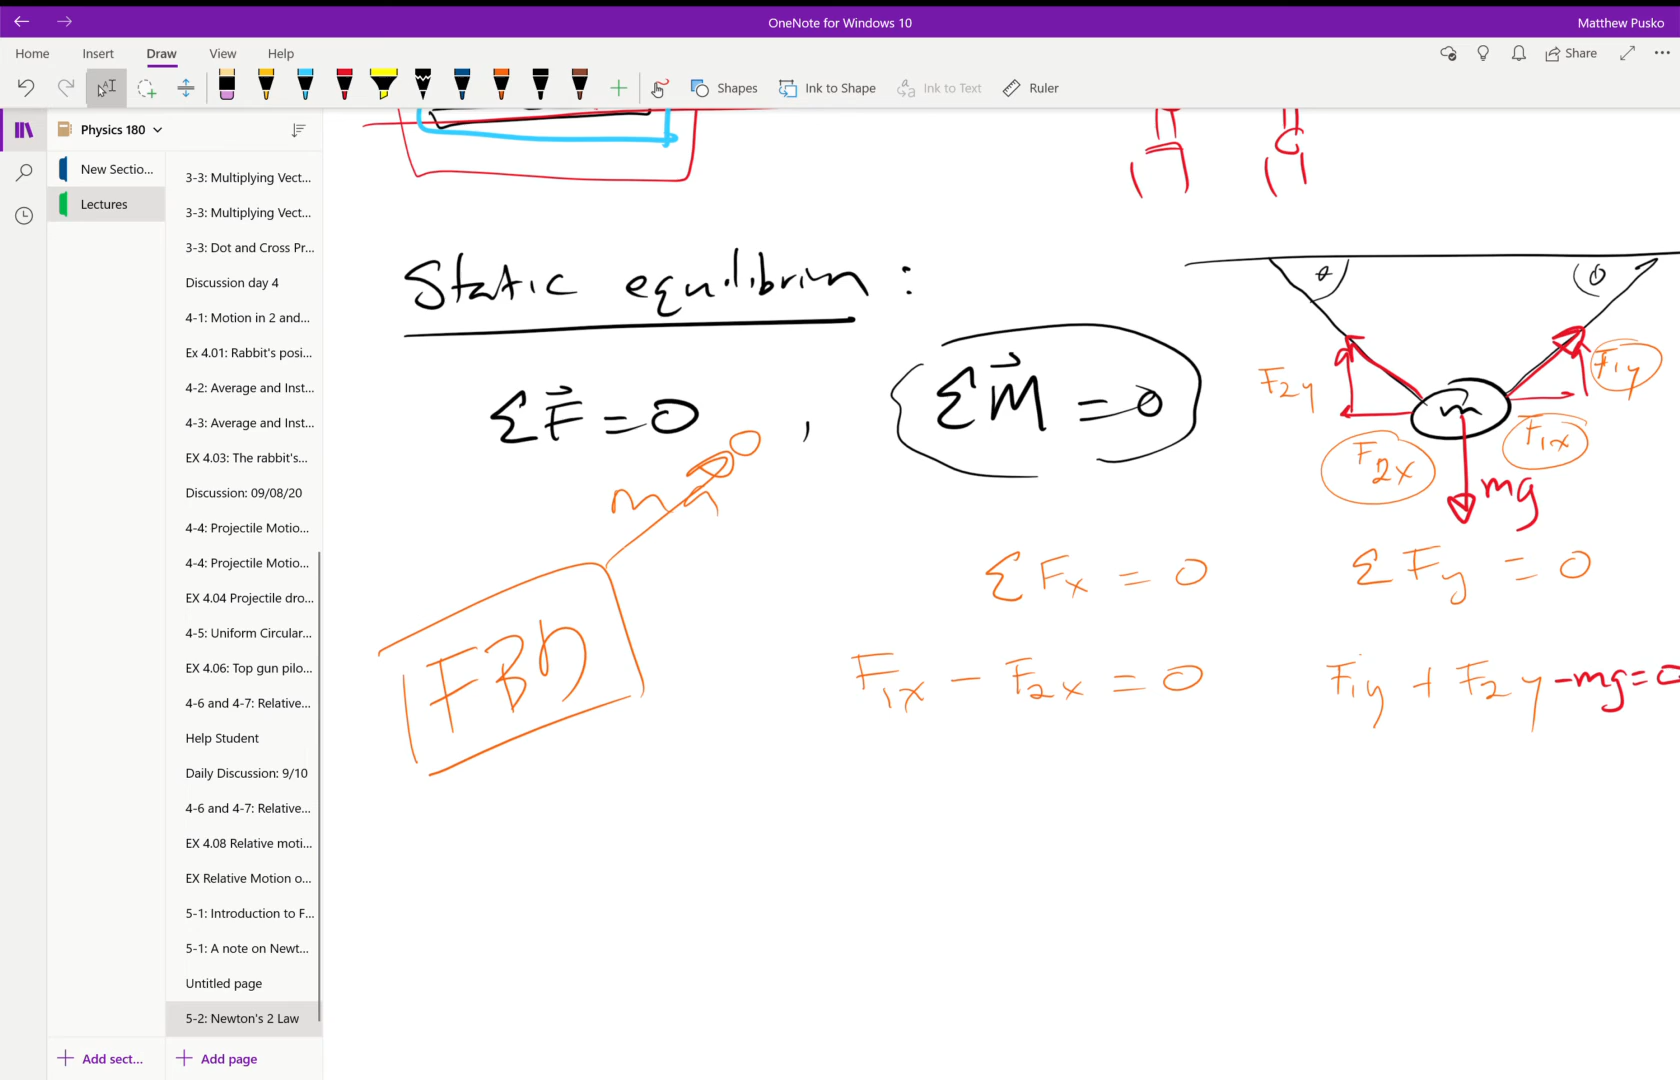 OneNote for Windows 10
Matthew Pusko
Home Insert Draw View Help
Share
Shapes Ink to Shape Ink to Text Ruler
Physics 180
New Sectio...
Lectures
3-3: Multiplying Vect...
3-3: Multiplying Vect...
3-3: Dot and Cross Pr...
Discussion day 4
4-1: Motion in 2 and...
Ex 4.01: Rabbit's posi...
4-2: Average and Inst...
4-3: Average and Inst...
EX 4.03: The rabbit's...
Discussion: 09/08/20
4-4: Projectile Motio...
4-4: Projectile Motio...
EX 4.04 Projectile dro...
4-5: Uniform Circular...
EX 4.06: Top gun pilo...
4-6 and 4-7: Relative...
Help Student
Daily Discussion: 9/10
4-6 and 4-7: Relative...
EX 4.08 Relative moti...
EX Relative Motion o...
5-1: Introduction to F...
5-1: A note on Newt...
Untitled page
5-2: Newton's 2 Law
Add sect...
Add page
Static equilibrim :
ΣF⃗ = 0 , ΣM⃗ = 0
ma⃗ 0
FBD
θ θ
F2y F1y
m
F2x F1x
mg
ΣFx = 0 ΣFy = 0
F1x - F2x = 0 F1y + F2y - mg = 0